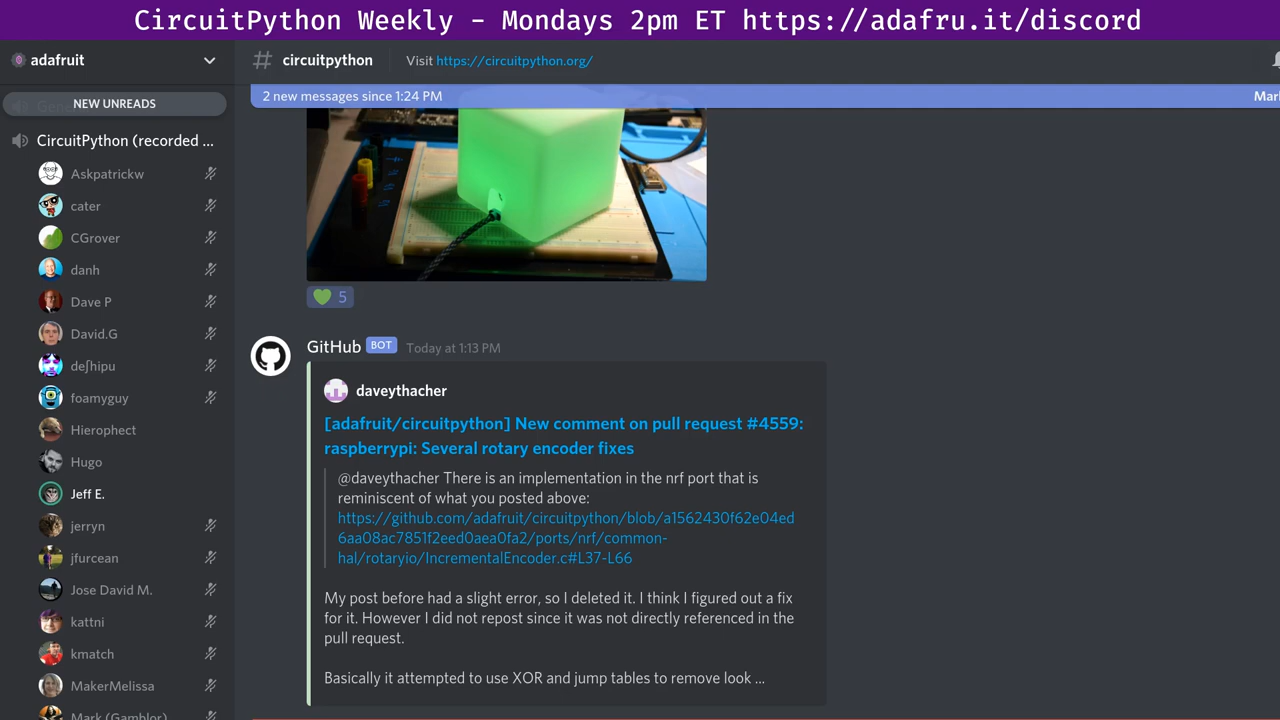 CircuitPython Weekly - Mondays 2pm ET https://adafru.it/discord
adafruit
# circuitpython
Visit https://circuitpython.org/
NEW UNREADS
2 new messages since 1:24 PM
CircuitPython (recorded ...
Askpatrickw
cater
CGrover
danh
Dave P
David.G
deʃhipu
foamyguy
Hierophect
Hugo
Jeff E.
jerryn
jfurcean
Jose David M.
kattni
kmatch
MakerMelissa
Mark (Gamblor)
5
GitHub BOT Today at 1:13 PM
daveythacher
[adafruit/circuitpython] New comment on pull request #4559:
raspberrypi: Several rotary encoder fixes
@daveythacher There is an implementation in the nrf port that is
reminiscent of what you posted above:
https://github.com/adafruit/circuitpython/blob/a1562430f62e04ed
6aa08ac7851f2eed0aea0fa2/ports/nrf/common-
hal/rotaryio/IncrementalEncoder.c#L37-L66
My post before had a slight error, so I deleted it. I think I figured out a fix
for it. However I did not repost since it was not directly referenced in the
pull request.
Basically it attempted to use XOR and jump tables to remove look ...